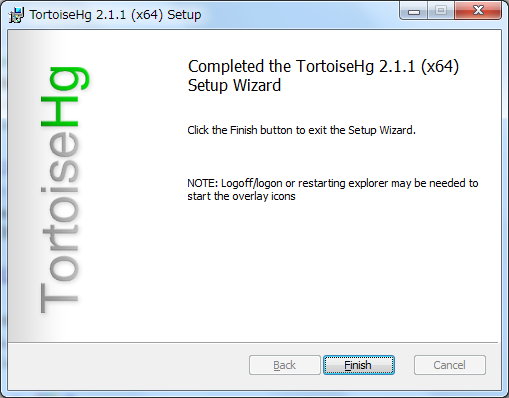 TortoiseHg 2.1.1 (x64) Setup
TortoiseHg
Completed the TortoiseHg 2.1.1 (x64)
Setup Wizard
Click the Finish button to exit the Setup Wizard.
NOTE: Logoff/logon or restarting explorer may be needed to
start the overlay icons
Back
Finish
Cancel